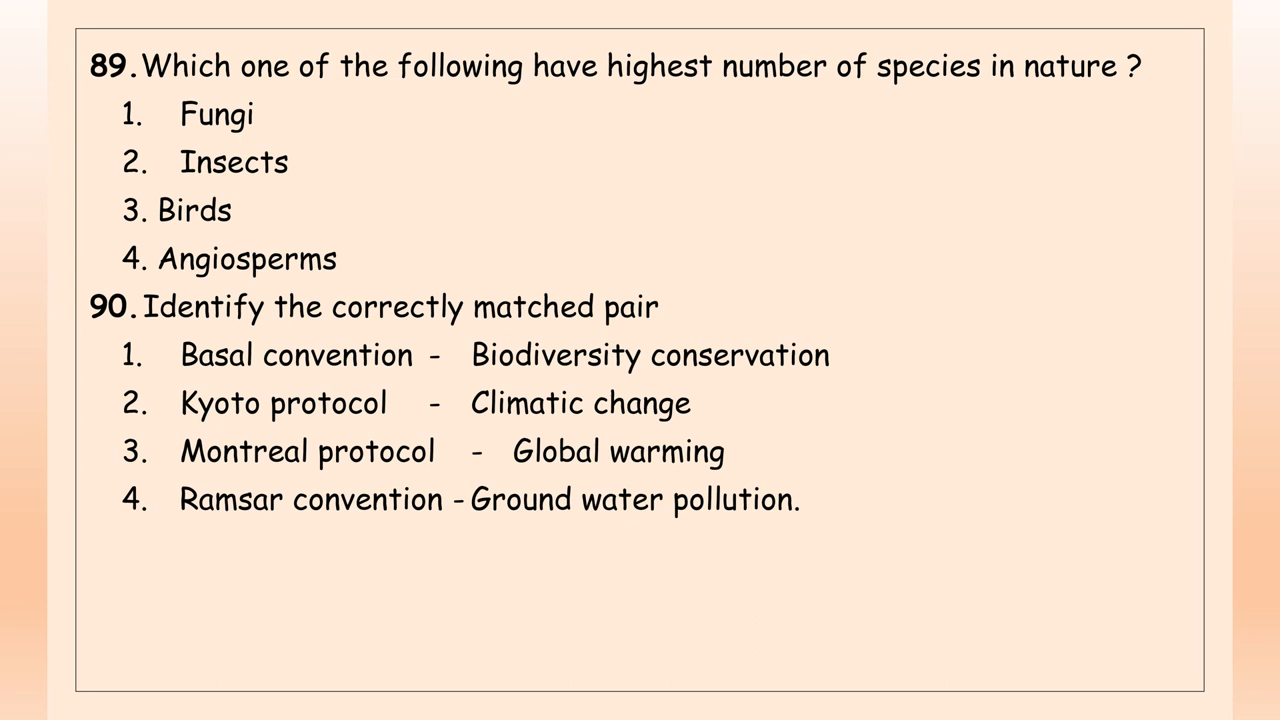 89. Which one of the following have highest number of species in nature ?
1. Fungi
2. Insects
3. Birds
4. Angiosperms
90. Identify the correctly matched pair
1. Basal convention - Biodiversity conservation
2. Kyoto protocol - Climatic change
3. Montreal protocol - Global warming
4. Ramsar convention - Ground water pollution.